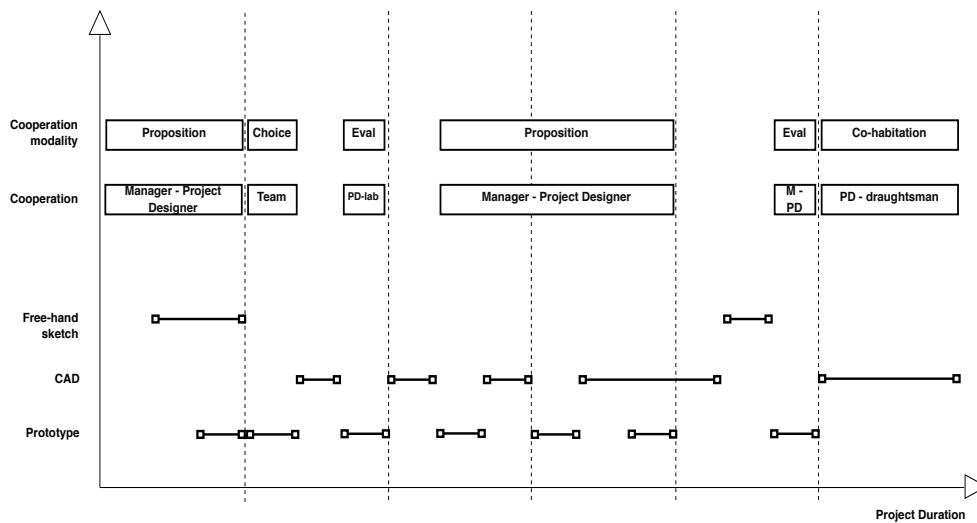 Cooperation
modality
Proposition
Choice
Eval
Proposition
Eval
Co-habitation
Cooperation
Manager - Project
Designer
Team
PD-lab
Manager - Project Designer
M -
PD
PD - draughtsman
Free-hand
sketch
CAD
Prototype
Project Duration